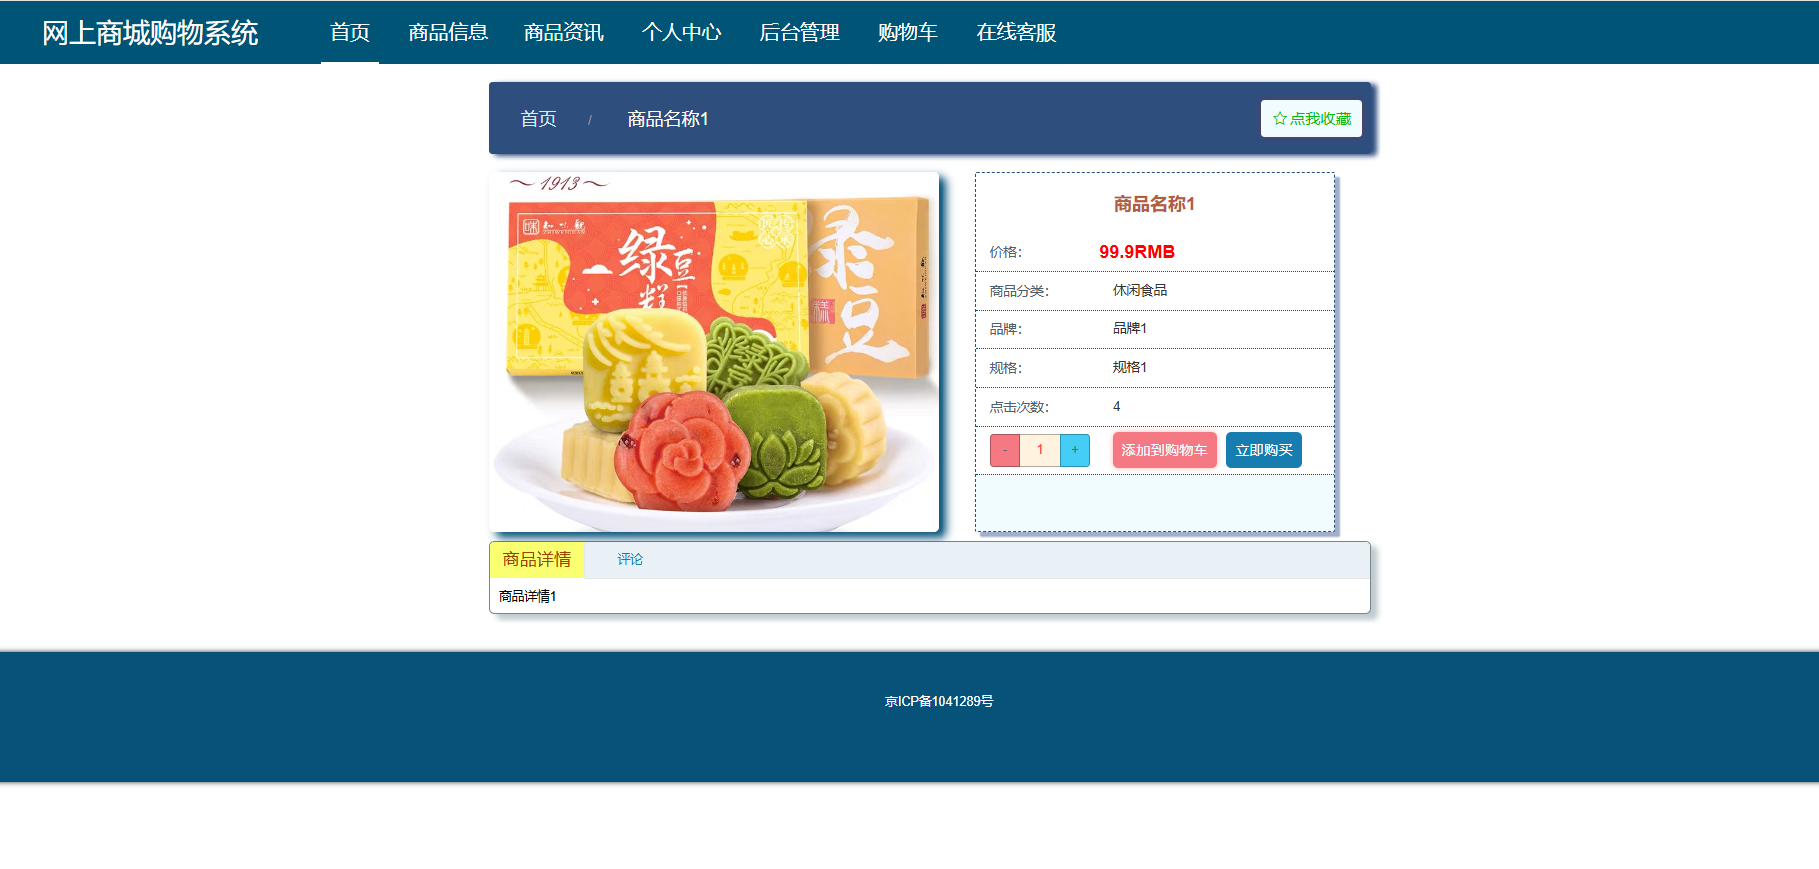 网上商城购物系统
首页 商品信息 商品资讯 个人中心 后台管理 购物车 在线客服
首页 / 商品名称1
☆点我收藏
~1913~
知味觀
绿豆糕
绿豆
糕
商品名称1
价格: 99.9RMB
商品分类: 休闲食品
品牌: 品牌1
规格: 规格1
点击次数: 4
- 1 + 添加到购物车 立即购买
商品详情 评论
商品详情1
京ICP备1041289号